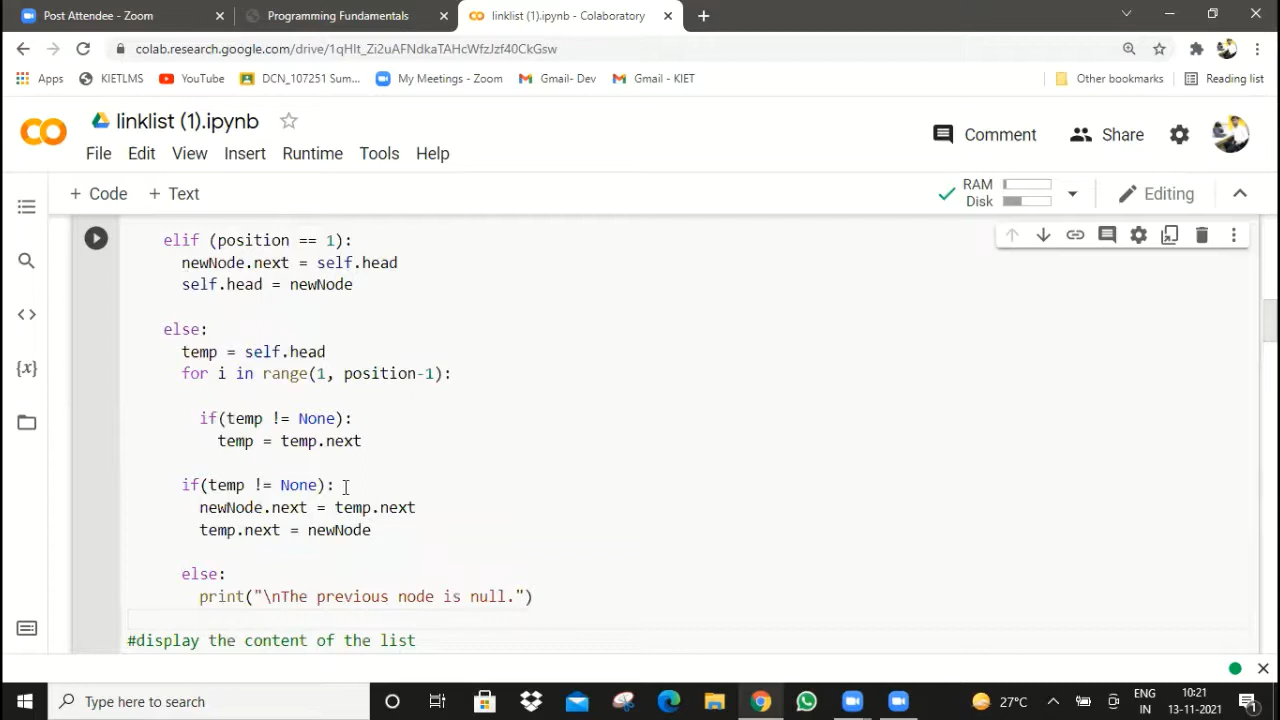 Post Attendee - Zoom
Programming Fundamentals
linklist (1).ipynb - Colaboratory
colab.research.google.com/drive/1qHlt_Zi2uAFNdkaTAHcWfzJzf40CkGsw
Apps
KIETLMS
YouTube
DCN_107251 Sum...
My Meetings - Zoom
Gmail- Dev
Gmail - KIET
Other bookmarks
Reading list
linklist (1).ipynb
File Edit View Insert Runtime Tools Help
Comment
Share
+ Code + Text
RAM
Disk
Editing
elif (position == 1):
newNode.next = self.head
self.head = newNode
else:
temp = self.head
for i in range(1, position-1):
if(temp != None):
temp = temp.next
if(temp != None):
newNode.next = temp.next
temp.next = newNode
else:
print("\nThe previous node is null.")
#display the content of the list
Type here to search
27°C
ENG
IN
10:21
13-11-2021
1